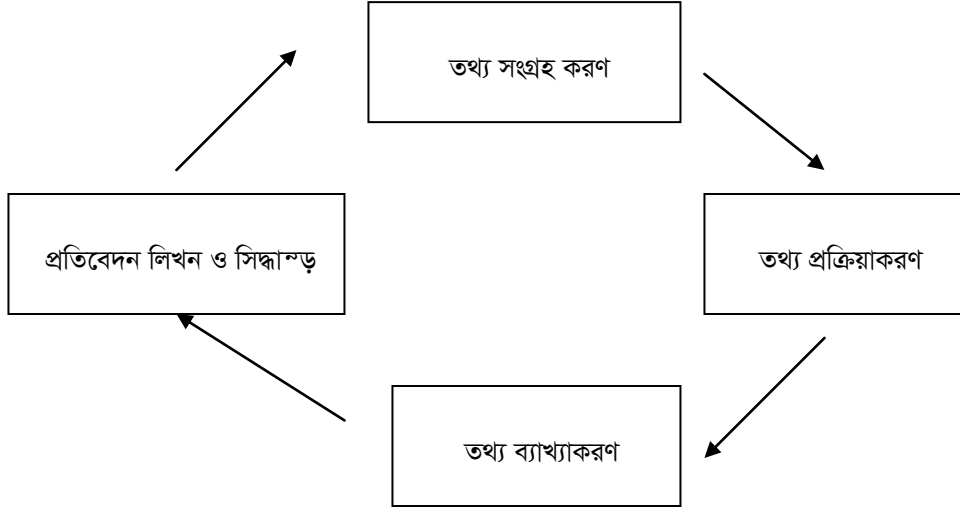 তথ্য সংগ্রহ করণ
প্রতিবেদন লিখন ও সিদ্ধাস্ড়
তথ্য প্রক্রিয়াকরণ
তথ্য ব্যাখ্যাকরণ